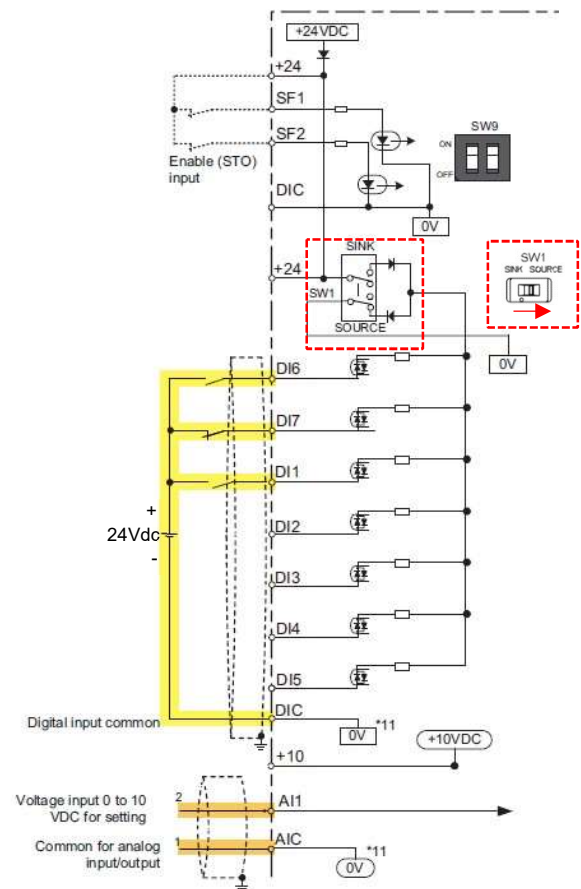 +24VDC
+24
SF1
SW9
ON
SF2
Enable (STO)
input
OFF
DIC
0V
SINK
+24
SW1
SINK SOURCE
SW1
SOURCE
0V
DI6
DI7
DI1
+
24Vdc
-
DI2
DI3
DI4
DI5
DIC
Digital input common
*11
0V
+10VDC
+10
Voltage input 0 to 10
VDC for setting
2
AI1
Common for analog
input/output
1
AIC
*11
0V